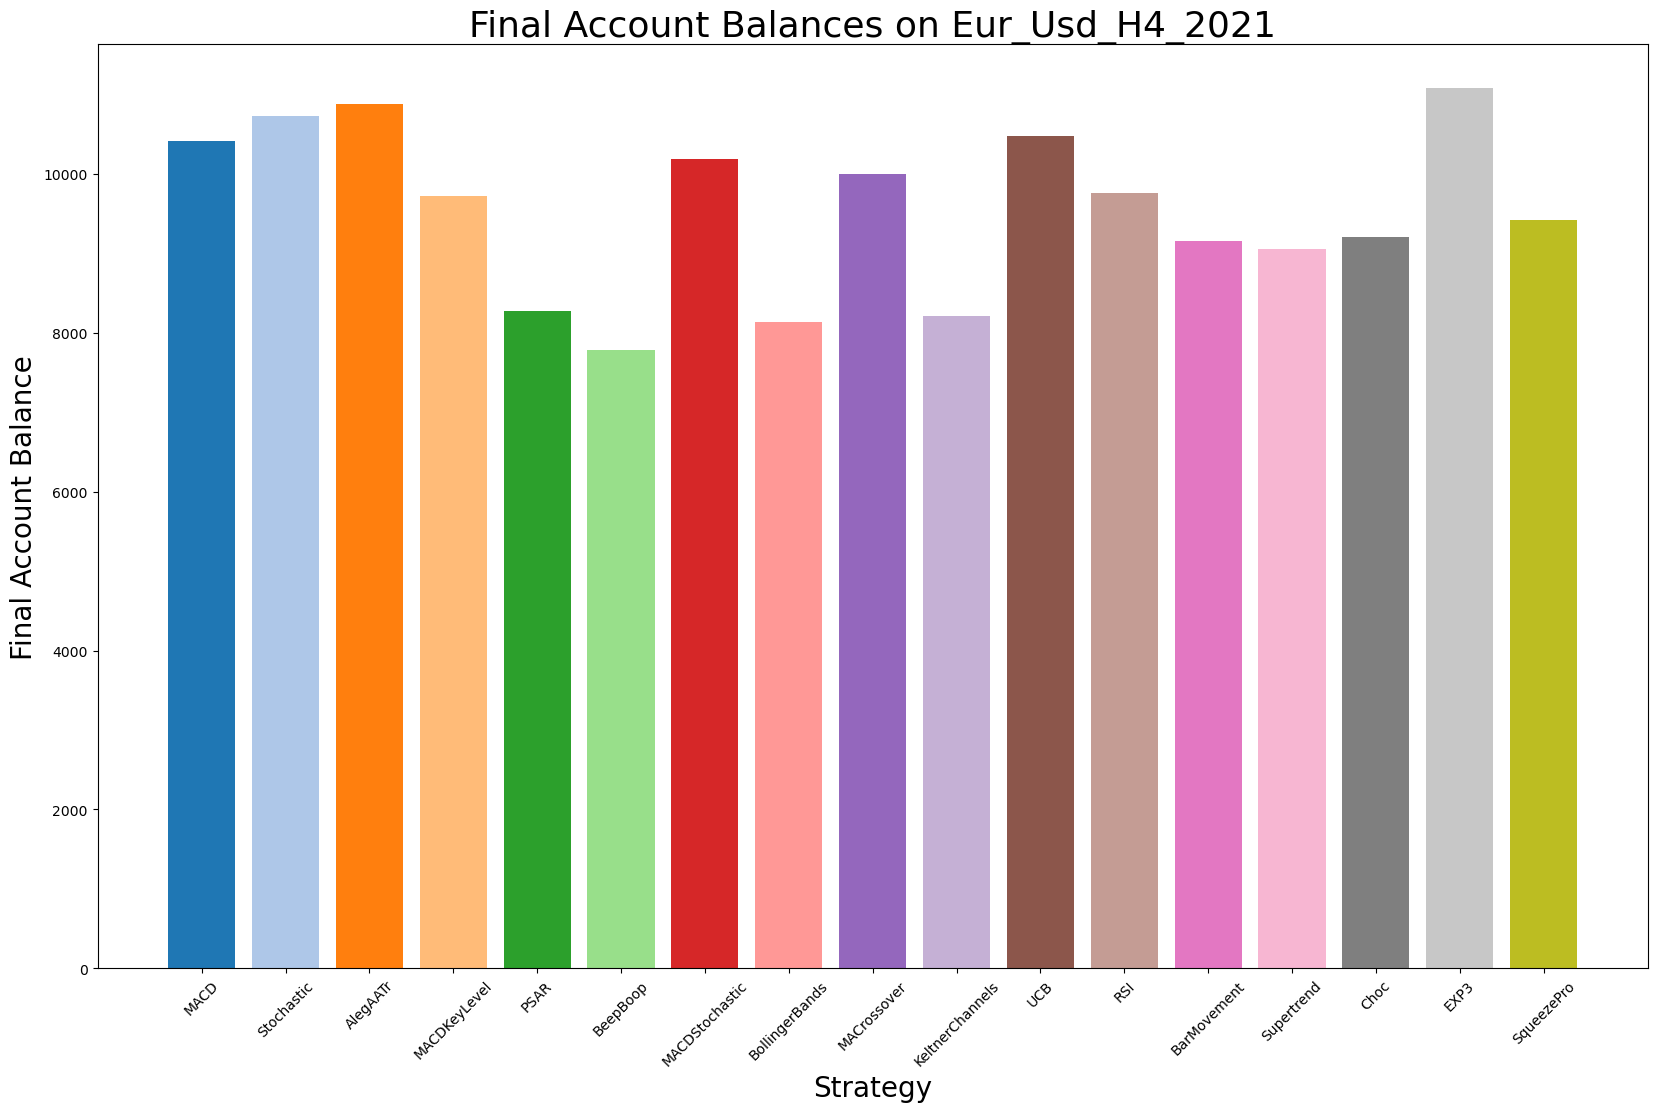 Final Account Balances on Eur_Usd_H4_2021
Final Account Balance
10000
8000
6000
4000
2000
0
MACD
Stochastic
AlegAATr
MACDKeyLevel
PSAR
BeepBoop
MACDStochastic
BollingerBands
MACrossover
KeltnerChannels
UCB
RSI
BarMovement
Supertrend
Choc
EXP3
SqueezePro
Strategy